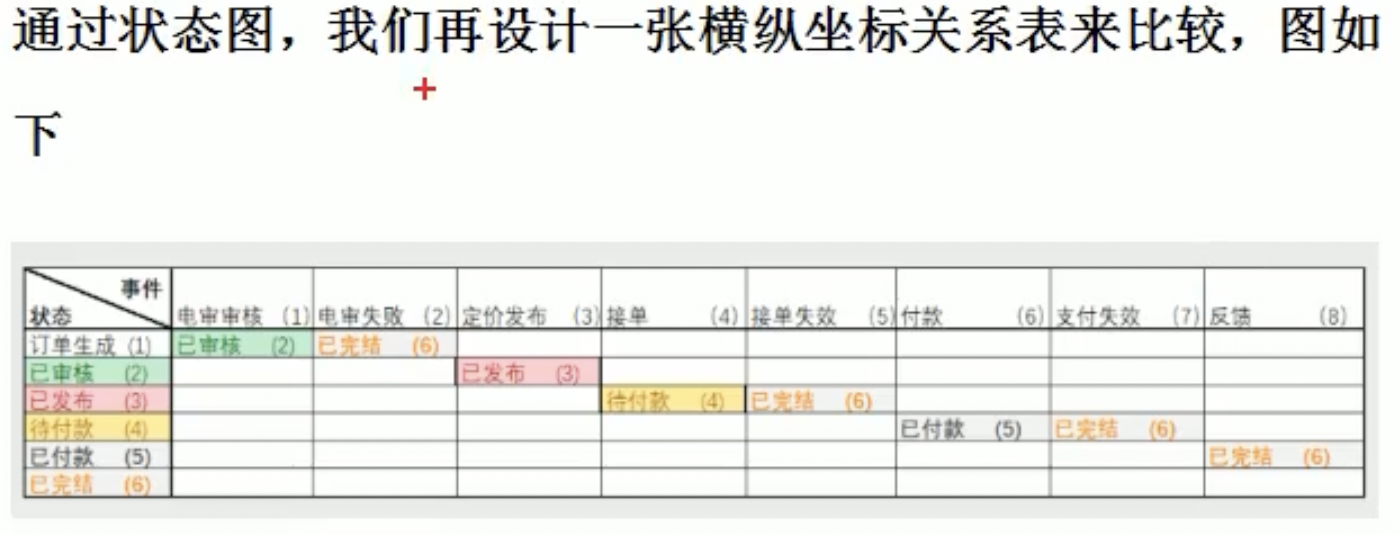 通过状态图，我们再设计一张横纵坐标关系表来比较，图如
下
事件
状态 电审审核 (1) 电审失败 (2) 定价发布 (3) 接单 (4) 接单失效 (5) 付款 (6) 支付失效 (7) 反馈 (8)
订单生成 (1) 已审核 (2) 已完结 (6)
已审核 (2) 已发布 (3)
已发布 (3) 待付款 (4) 已完结 (6)
待付款 (4) 已付款 (5) 已完结 (6)
已付款 (5) 已完结 (6)
已完结 (6)